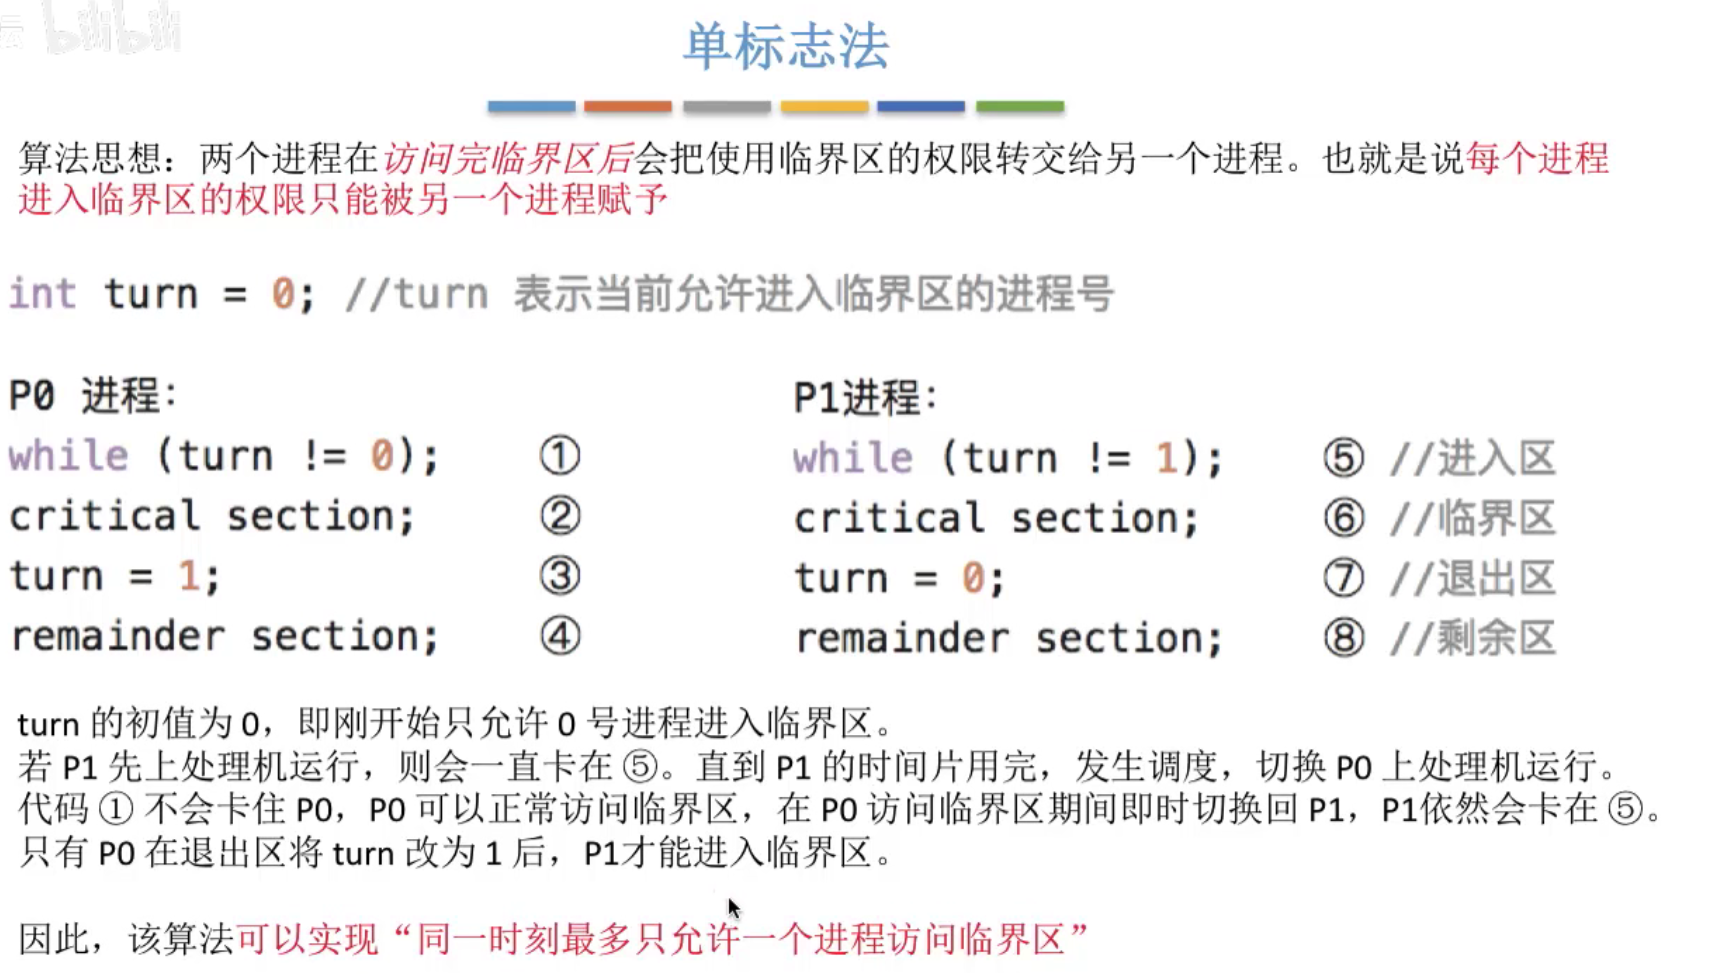 bilibili
单标志法
算法思想：两个进程在访问完临界区后会把使用临界区的权限转交给另一个进程。也就是说每个进程
进入临界区的权限只能被另一个进程赋予
int turn = 0; //turn 表示当前允许进入临界区的进程号
P0 进程：
while (turn != 0); ①
critical section; ②
turn = 1; ③
remainder section; ④
P1进程：
while (turn != 1); ⑤ //进入区
critical section; ⑥ //临界区
turn = 0; ⑦ //退出区
remainder section; ⑧ //剩余区
turn 的初值为 0，即刚开始只允许 0 号进程进入临界区。
若 P1 先上处理机运行，则会一直卡在 ⑤。直到 P1 的时间片用完，发生调度，切换 P0 上处理机运行。
代码 ① 不会卡住 P0，P0 可以正常访问临界区，在 P0 访问临界区期间即时切换回 P1，P1依然会卡在 ⑤。
只有 P0 在退出区将 turn 改为 1 后，P1才能进入临界区。
因此，该算法可以实现“同一时刻最多只允许一个进程访问临界区”